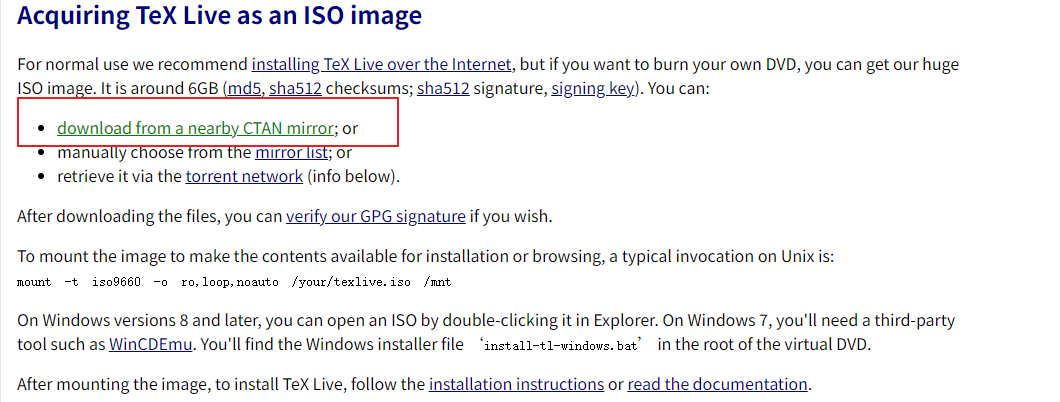 Acquiring TeX Live as an ISO image
For normal use we recommend installing TeX Live over the Internet, but if you want to burn your own DVD, you can get our huge
ISO image. It is around 6GB (md5, sha512 checksums; sha512 signature, signing key). You can:
• download from a nearby CTAN mirror; or
• manually choose from the mirror list; or
• retrieve it via the torrent network (info below).
After downloading the files, you can verify our GPG signature if you wish.
To mount the image to make the contents available for installation or browsing, a typical invocation on Unix is:
mount -t iso9660 -o ro,loop,noauto /your/texlive.iso /mnt
On Windows versions 8 and later, you can open an ISO by double-clicking it in Explorer. On Windows 7, you'll need a third-party
tool such as WinCDEmu. You'll find the Windows installer file ‘install-tl-windows.bat’ in the root of the virtual DVD.
After mounting the image, to install TeX Live, follow the installation instructions or read the documentation.